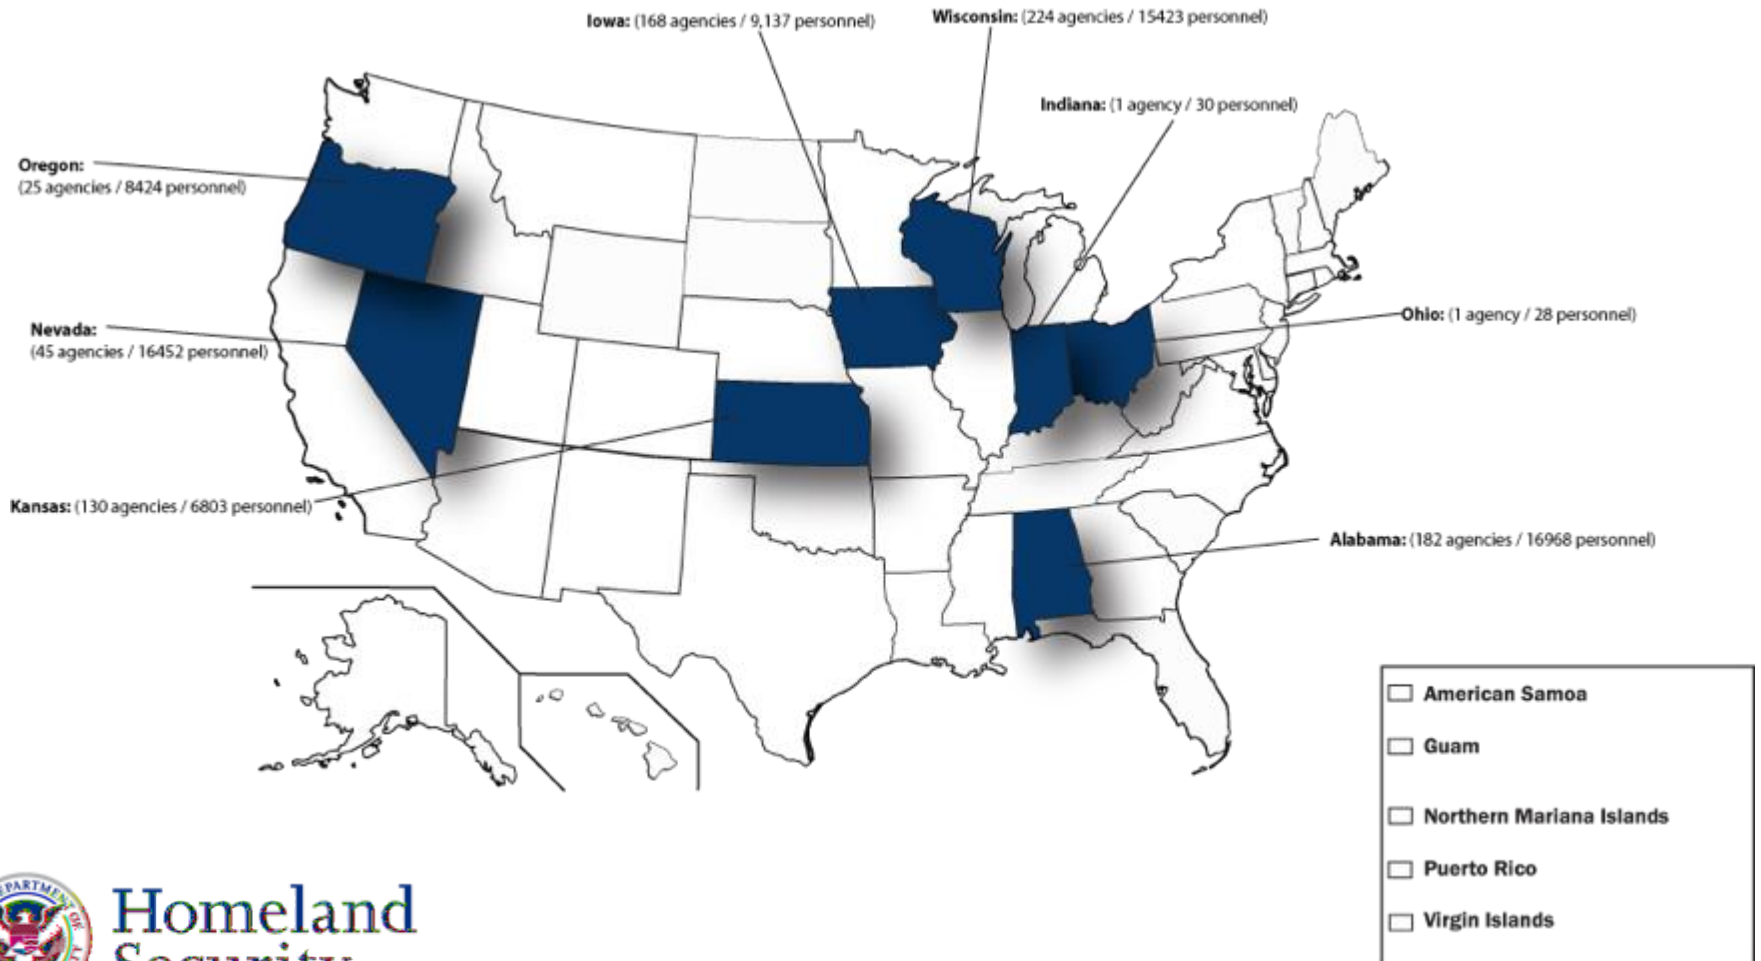 Iowa: (168 agencies / 9,137 personnel)
Wisconsin: (224 agencies / 15423 personnel)
Indiana: (1 agency / 30 personnel)
Oregon:
(25 agencies / 8424 personnel)
Nevada:
(45 agencies / 16452 personnel)
Ohio: (1 agency / 28 personnel)
Kansas: (130 agencies / 6803 personnel)
Alabama: (182 agencies / 16968 personnel)
American Samoa
Guam
Northern Mariana Islands
Puerto Rico
Virgin Islands
Homeland
Security